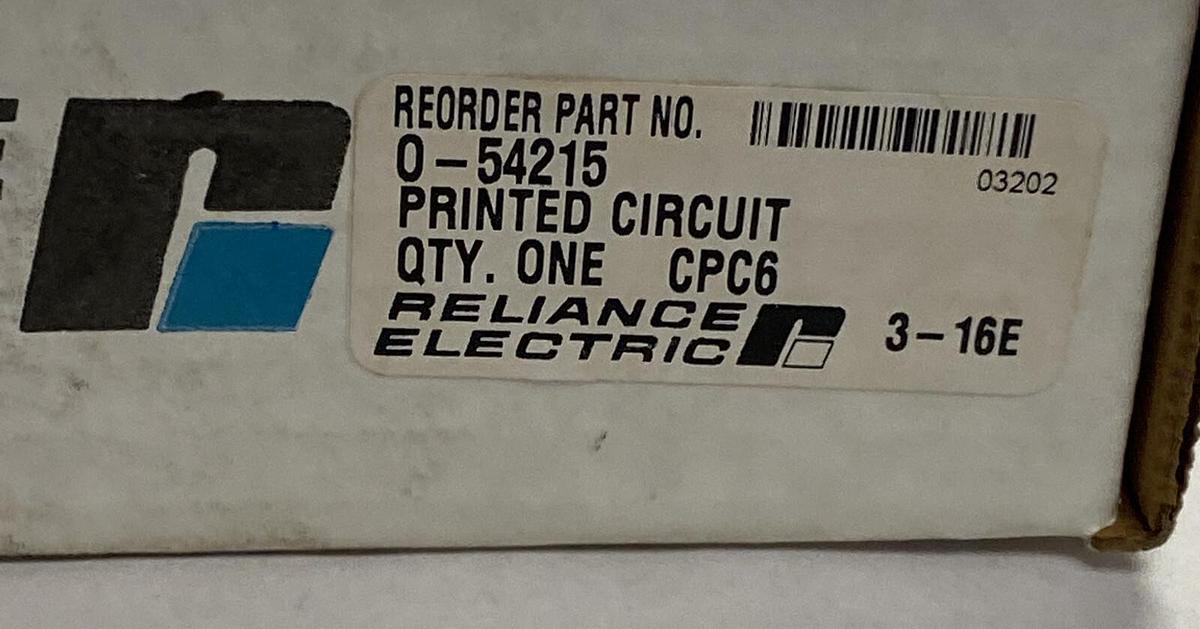 REORDER PART NO.
03202
0-54215
PRINTED CIRCUIT
QTY. ONE CPC6
RELIANCE
ELECTRIC
3-16E